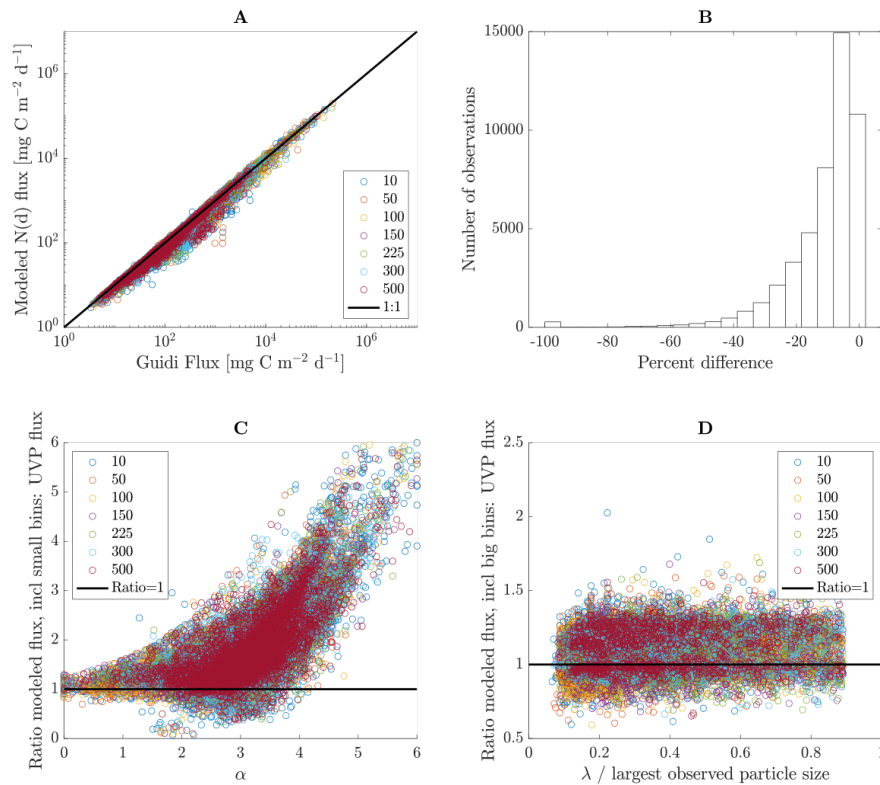 A
Modeled N(d) flux [mg C m⁻² d⁻¹]
10⁶
10⁴
10²
10⁰
10⁰ 10² 10⁴ 10⁶
Guidi Flux [mg C m⁻² d⁻¹]
10
50
100
150
225
300
500
1:1
B
Number of observations
15000
10000
5000
0
-100 -80 -60 -40 -20 0
Percent difference
C
Ratio modeled flux, incl small bins: UVP flux
6
5
4
3
2
1
0
0 1 2 3 4 5 6
α
10
50
100
150
225
300
500
Ratio=1
D
Ratio modeled flux, incl big bins: UVP flux
2.5
2
1.5
1
0.5
0 0.2 0.4 0.6 0.8 1
λ / largest observed particle size
10
50
100
150
225
300
500
Ratio=1